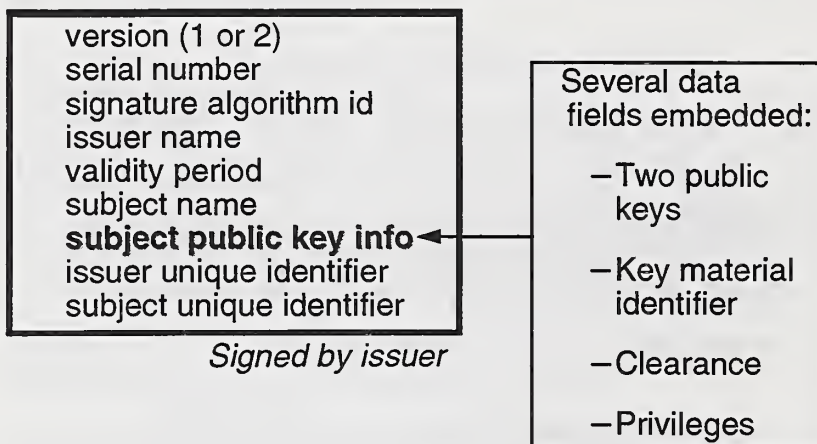 version (1 or 2)
serial number
signature algorithm id
issuer name
validity period
subject name
subject public key info
issuer unique identifier
subject unique identifier
Signed by issuer
Several data
fields embedded:
–Two public
keys
–Key material
identifier
–Clearance
–Privileges